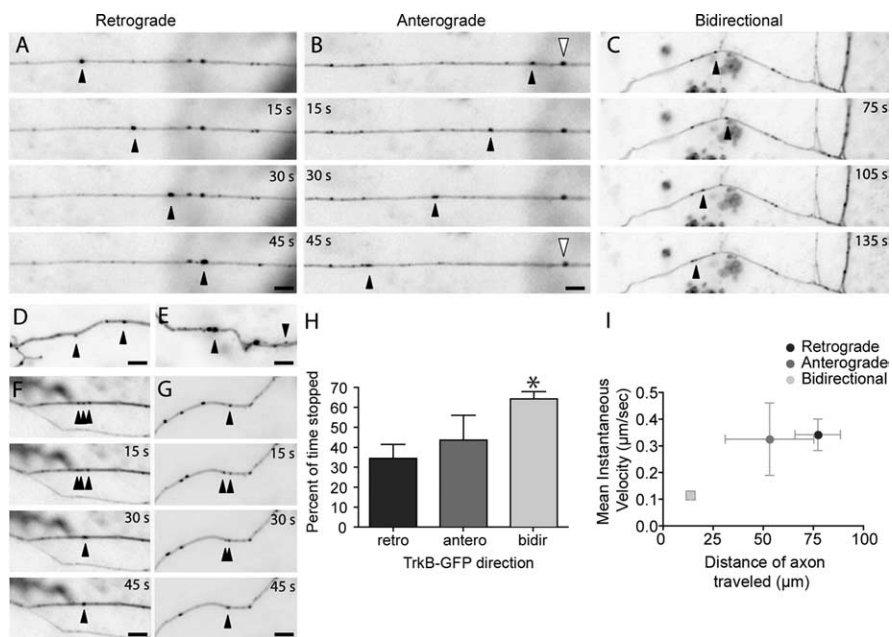 Retrograde
Anterograde
Bidirectional
A
B
C
15 s
15 s
75 s
30 s
30 s
105 s
45 s
45 s
135 s
D
E
H
I
Retrograde
Anterograde
Bidirectional
F
G
15 s
15 s
30 s
30 s
45 s
45 s
Percent of time stopped
70
60
50
40
30
20
10
0
*
retro
antero
bidir
TrkB-GFP direction
Mean Instantaneous
Velocity (µm/sec)
0.5
0.4
0.3
0.2
0.1
0.0
0
25
50
75
100
Distance of axon
traveled (µm)